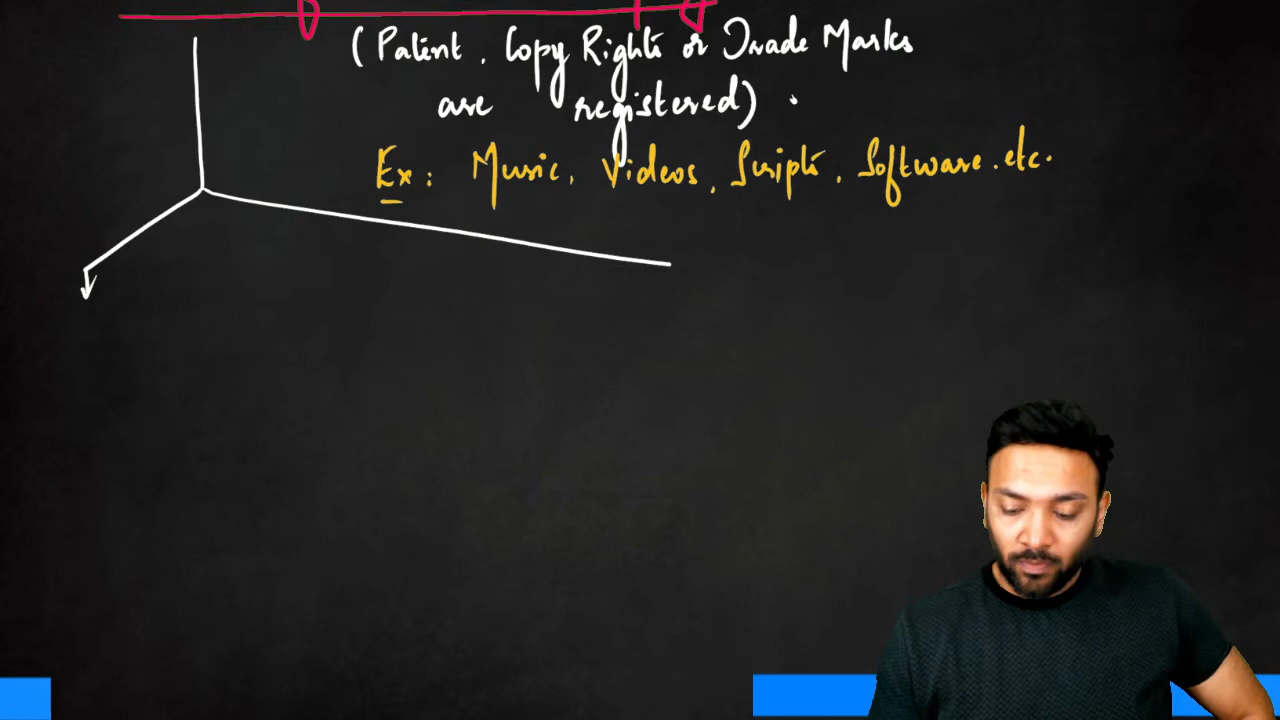 (Patent, Copy Rights or Trade Marks
are registered).
Ex: Music, Videos, Scripts, Software.etc.